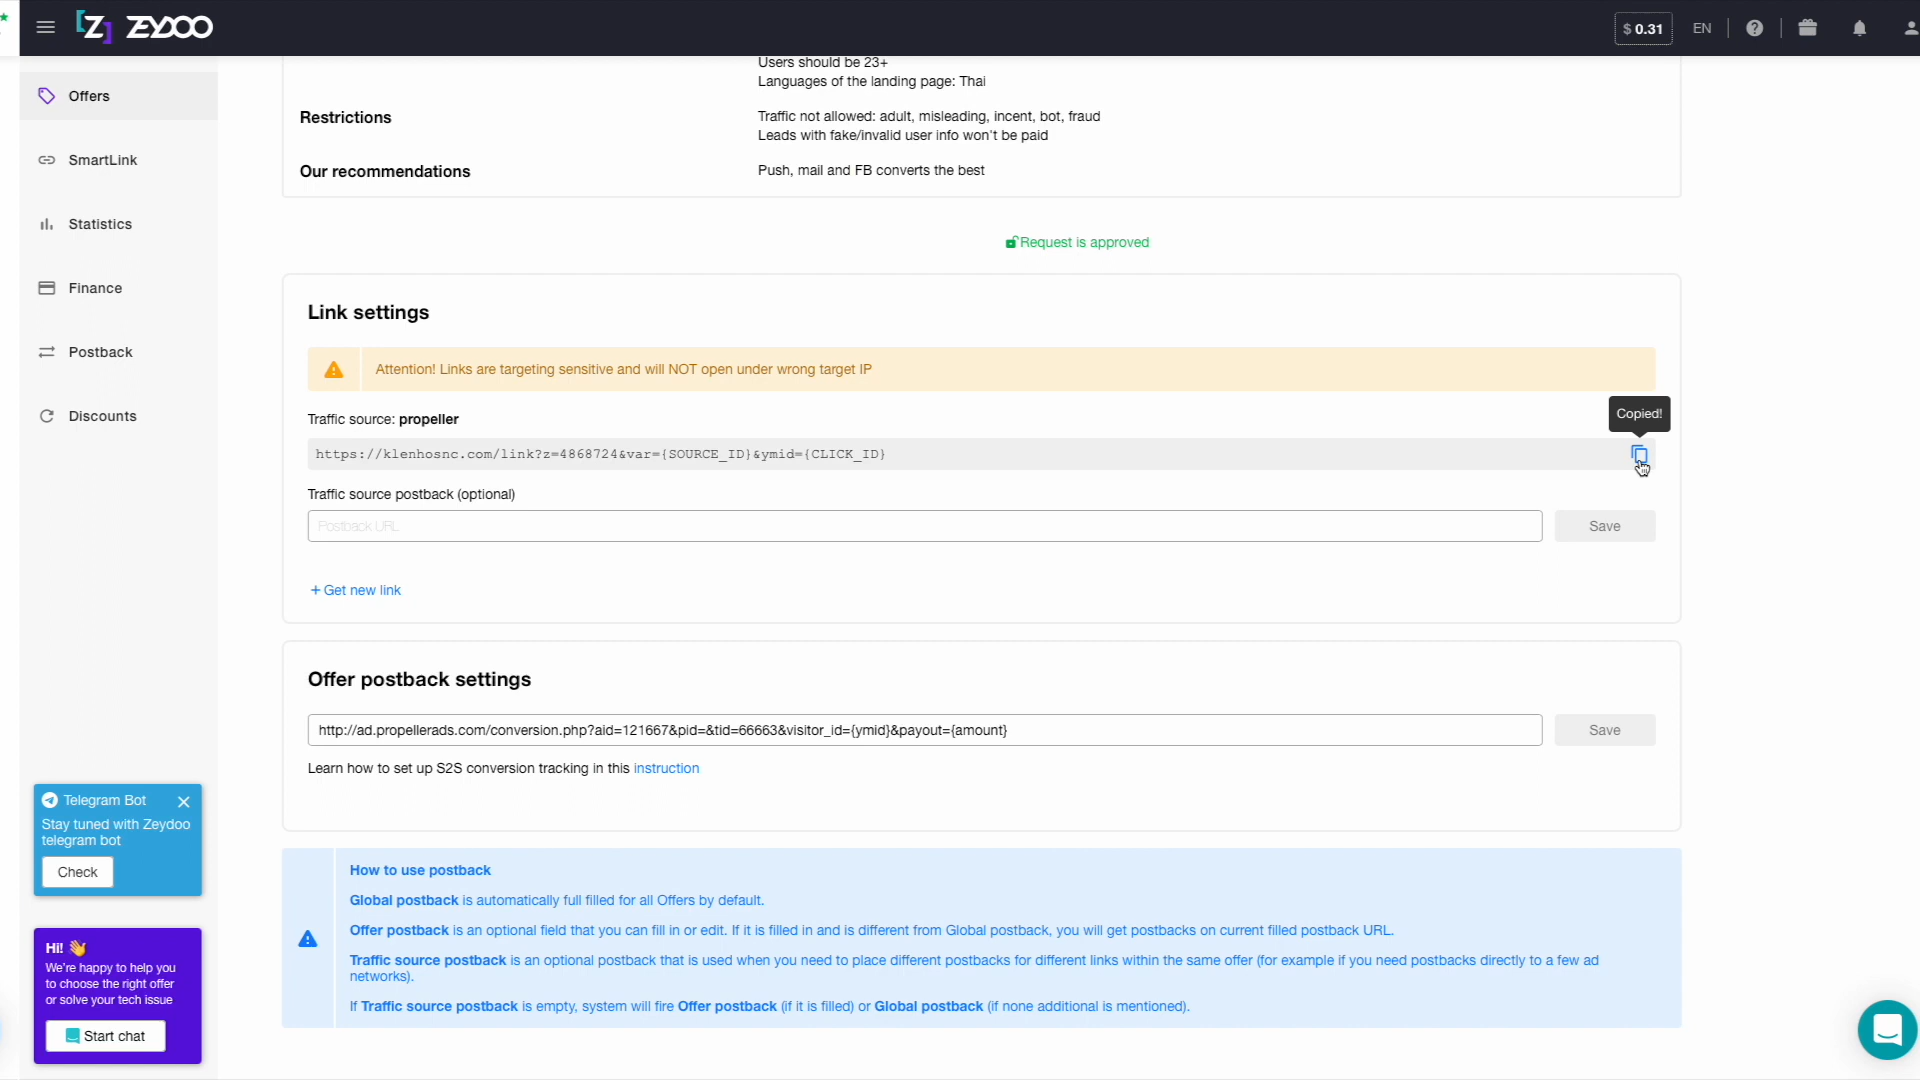 Z ZEYDOO
$ 0.31
EN
Offers
SmartLink
Statistics
Finance
Postback
Discounts
Users should be 23+
Languages of the landing page: Thai
Restrictions
Traffic not allowed: adult, misleading, incent, bot, fraud
Leads with fake/invalid user info won't be paid
Our recommendations
Push, mail and FB converts the best
Request is approved
Link settings
Attention! Links are targeting sensitive and will NOT open under wrong target IP
Traffic source: propeller
Copied!
https://klenhosnc.com/link?z=4868724&var={SOURCE_ID}&ymid={CLICK_ID}
Traffic source postback (optional)
Postback URL
Save
+ Get new link
Offer postback settings
http://ad.propellerads.com/conversion.php?aid=121667&pid=&tid=66663&visitor_id={ymid}&payout={amount}
Save
Learn how to set up S2S conversion tracking in this instruction
Telegram Bot
Stay tuned with Zeydoo
telegram bot
Check
Hi! 👋
We're happy to help you
to choose the right offer
or solve your tech issue
Start chat
How to use postback
Global postback is automatically full filled for all Offers by default.
Offer postback is an optional field that you can fill in or edit. If it is filled in and is different from Global postback, you will get postbacks on current filled postback URL.
Traffic source postback is an optional postback that is used when you need to place different postbacks for different links within the same offer (for example if you need postbacks directly to a few ad
networks).
If Traffic source postback is empty, system will fire Offer postback (if it is filled) or Global postback (if none additional is mentioned).